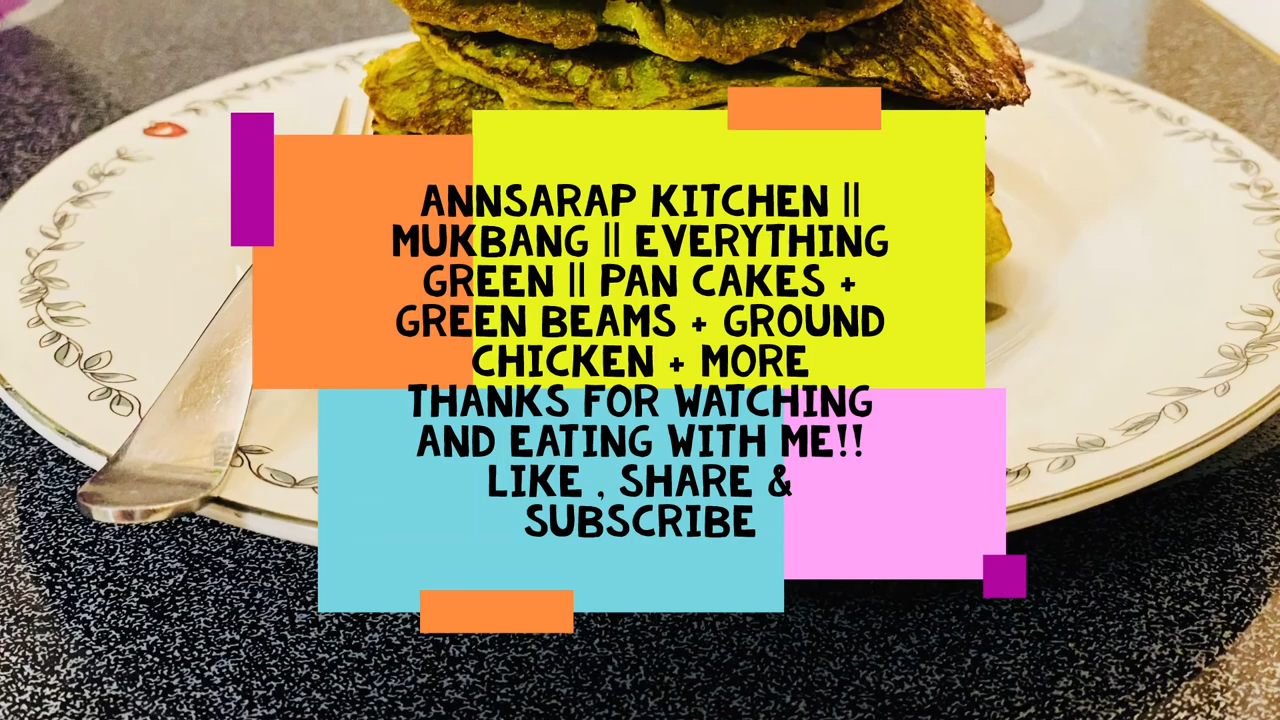 ANNSARAP KITCHEN ||
MUKBANG || EVERYTHING
GREEN || PAN CAKES +
GREEN BEAMS + GROUND
CHICKEN + MORE
THANKS FOR WATCHING
AND EATING WITH ME!!
LIKE , SHARE &
SUBSCRIBE